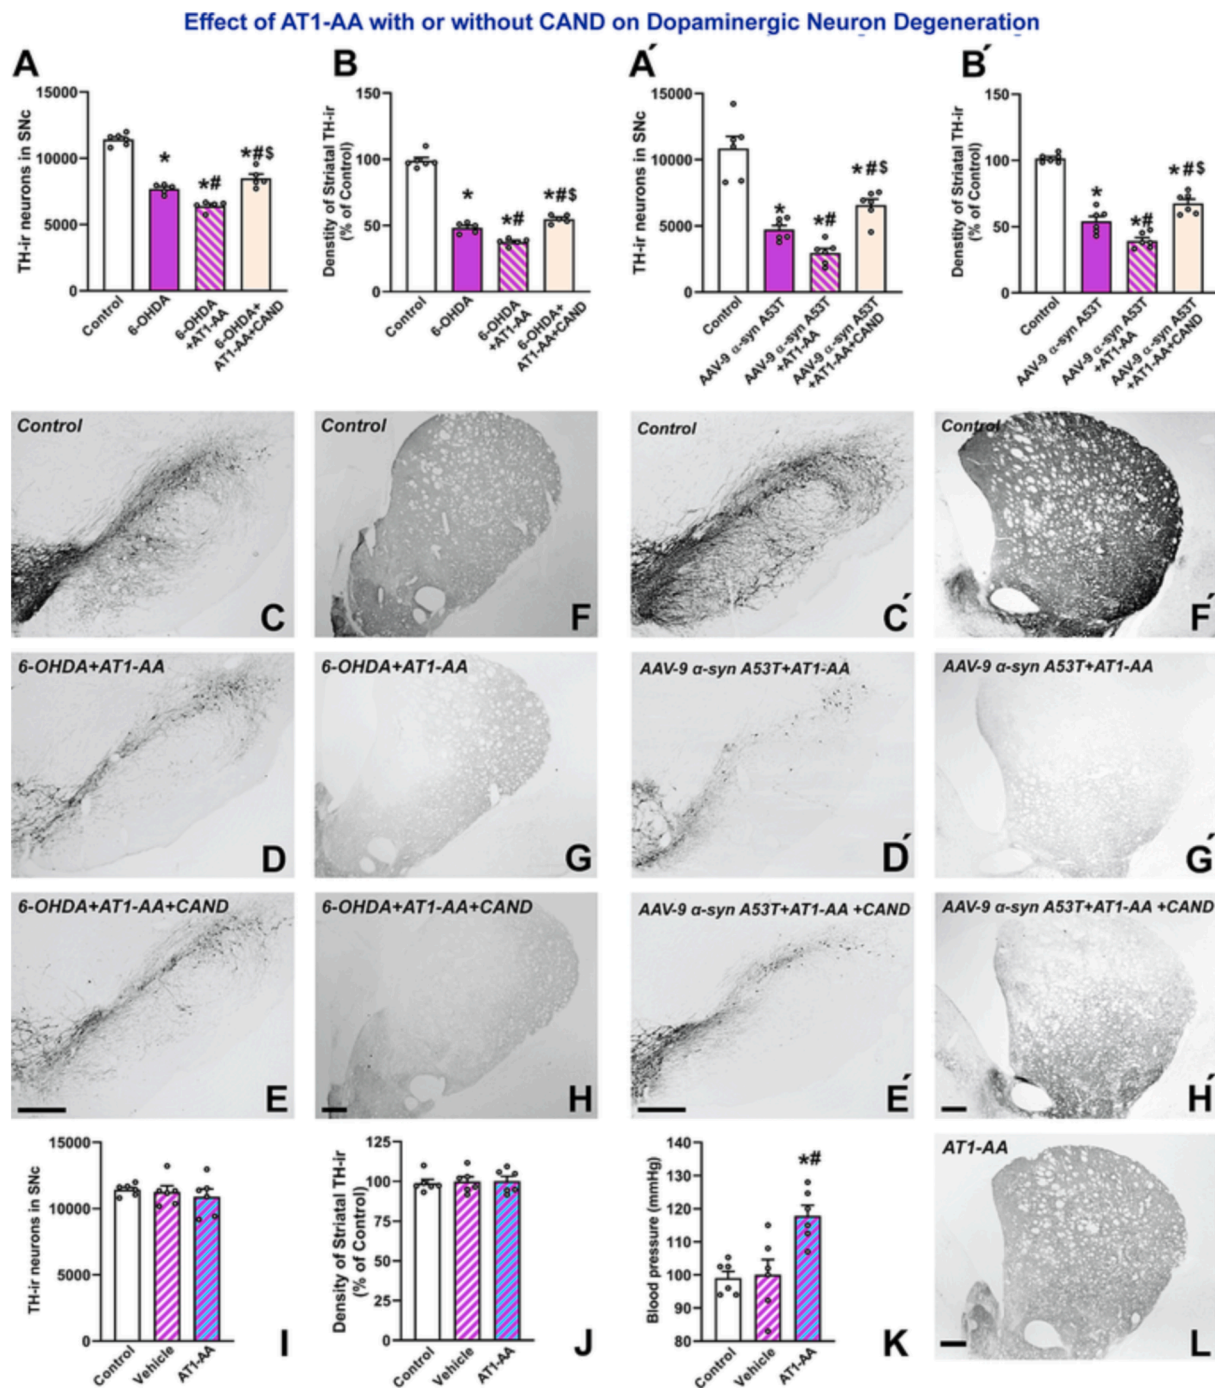 Effect of AT1-AA with or without CAND on Dopaminergic Neuron Degeneration
A
15000
10000
5000
0
TH-ir neurons in SNc
*
*#
*#$
Control
6-OHDA
6-OHDA
+AT1-AA
6-OHDA+
AT1-AA+CAND
B
150
100
50
0
Denstity of Striatal TH-ir
(% of Control)
*
*#
*#$
Control
6-OHDA
6-OHDA
+AT1-AA
6-OHDA+
AT1-AA+CAND
A´
15000
10000
5000
0
TH-ir neurons in SNc
*
*#
*#$
Control
AAV-9 α-syn A53T
AAV-9 α-syn A53T
+AT1-AA
AAV-9 α-syn A53T
+AT1-AA+CAND
B´
150
100
50
0
Denstity of Striatal TH-ir
(% of Control)
*
*#
*#$
Control
AAV-9 α-syn A53T
AAV-9 α-syn A53T
+AT1-AA
AAV-9 α-syn A53T
+AT1-AA+CAND
Control
C
Control
F
Control
C´
Control
F´
6-OHDA+AT1-AA
D
6-OHDA+AT1-AA
G
AAV-9 α-syn A53T+AT1-AA
D´
AAV-9 α-syn A53T+AT1-AA
G´
6-OHDA+AT1-AA+CAND
E
6-OHDA+AT1-AA+CAND
H
AAV-9 α-syn A53T+AT1-AA +CAND
E´
AAV-9 α-syn A53T+AT1-AA +CAND
H´
15000
10000
5000
0
TH-ir neurons in SNc
Control
Vehicle
AT1-AA
I
125
100
75
50
25
0
Density of Striatal TH-ir
(% of Control)
Control
Vehicle
AT1-AA
J
140
130
120
110
100
90
80
Blood pressure (mmHg)
*#
Control
Vehicle
AT1-AA
K
AT1-AA
L